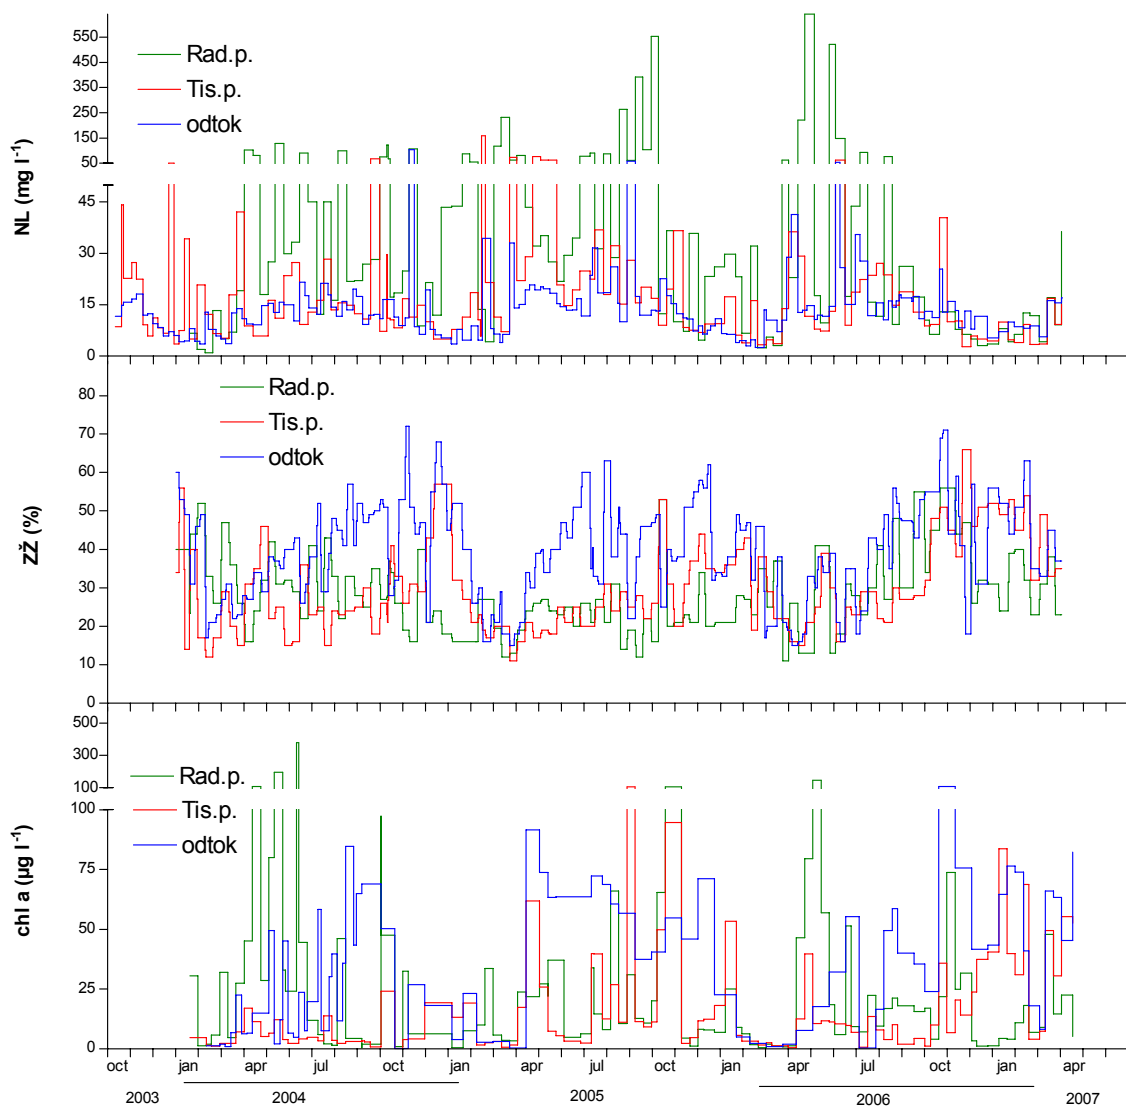 NL (mg l⁻¹)
550
450
350
250
150
50
45
30
15
0
Rad.p.
Tis.p.
odtok
ZŽ (%)
80
70
60
50
40
30
20
10
0
Rad.p.
Tis.p.
odtok
chl a (µg l⁻¹)
500
300
100
100
75
50
25
0
Rad.p.
Tis.p.
odtok
oct jan apr jul oct jan apr jul oct jan apr jul oct jan apr
2003 2004 2005 2006 2007